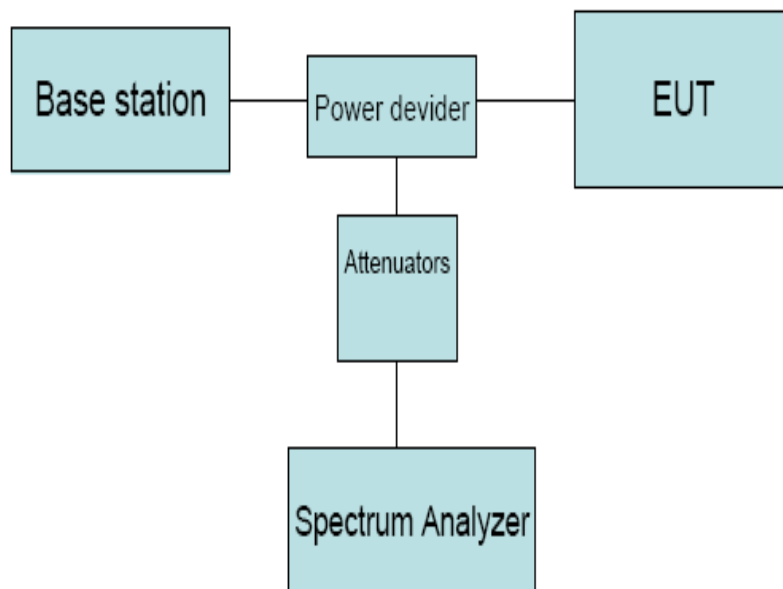 Base station
Power devider
EUT
Attenuators
Spectrum Analyzer